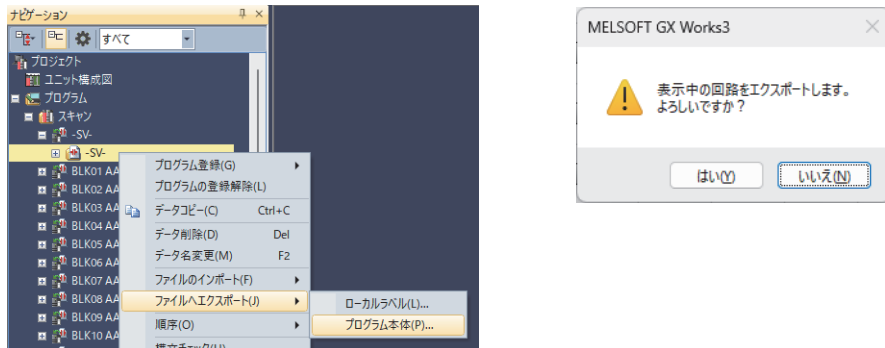 ナビゲーション
すべて
プロジェクト
ユニット構成図
プログラム
スキャン
-SV-
-SV-
BLK01 AA
BLK02 AA
BLK03 AA
BLK04 AA
BLK05 AA
BLK06 AA
BLK07 AA
BLK08 AA
BLK09 AA
BLK10 AA
プログラム登録(G)
プログラムの登録解除(L)
データコピー(C) Ctrl+C
データ削除(D) Del
データ名変更(M) F2
ファイルのインポート(F)
ファイルへエクスポート(J)
順序(O)
ローカルラベル(L)...
プログラム本体(P)...
MELSOFT GX Works3
表示中の回路をエクスポートします。
よろしいですか？
はい(Y) いいえ(N)